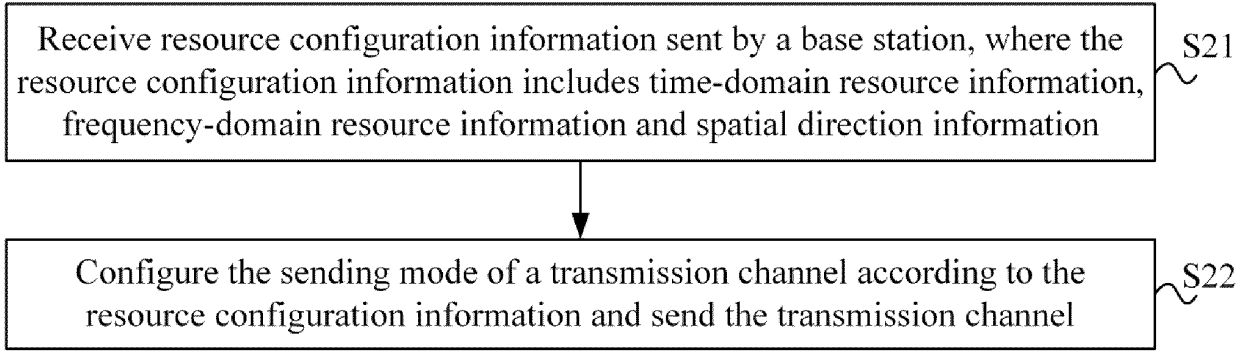 Receive resource configuration information sent by a base station, where the
resource configuration information includes time-domain resource information,
frequency-domain resource information and spatial direction information
S21
Configure the sending mode of a transmission channel according to the
resource configuration information and send the transmission channel
S22